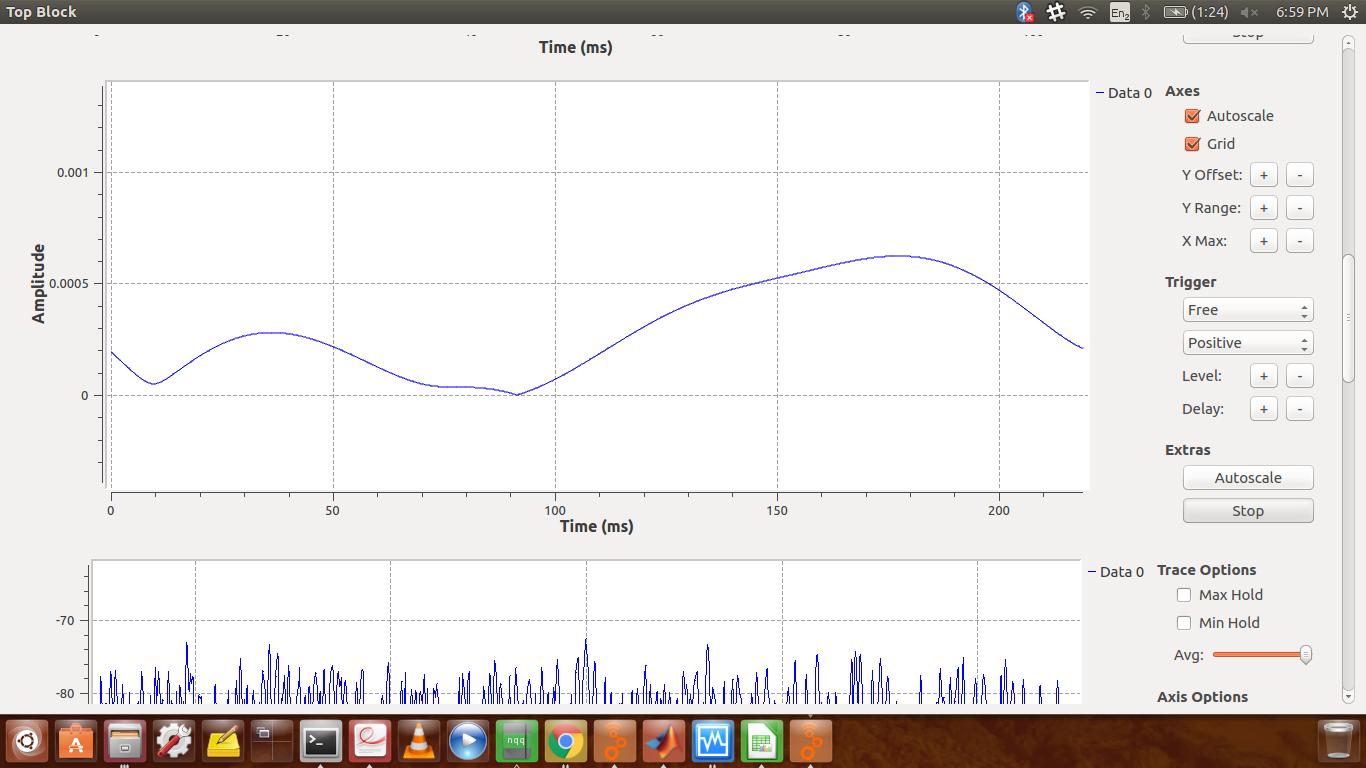 Top Block
En2
(1:24)
6:59 PM
Time (ms)
Stop
Data 0
Axes
Autoscale
Grid
Y Offset:
+
-
Y Range:
+
-
X Max:
+
-
Trigger
Free
Positive
Level:
+
-
Delay:
+
-
Extras
Autoscale
Stop
Amplitude
0.001
0.0005
0
0
50
100
150
200
Time (ms)
Data 0
-70
-80
Trace Options
Max Hold
Min Hold
Avg:
Axis Options
nqq